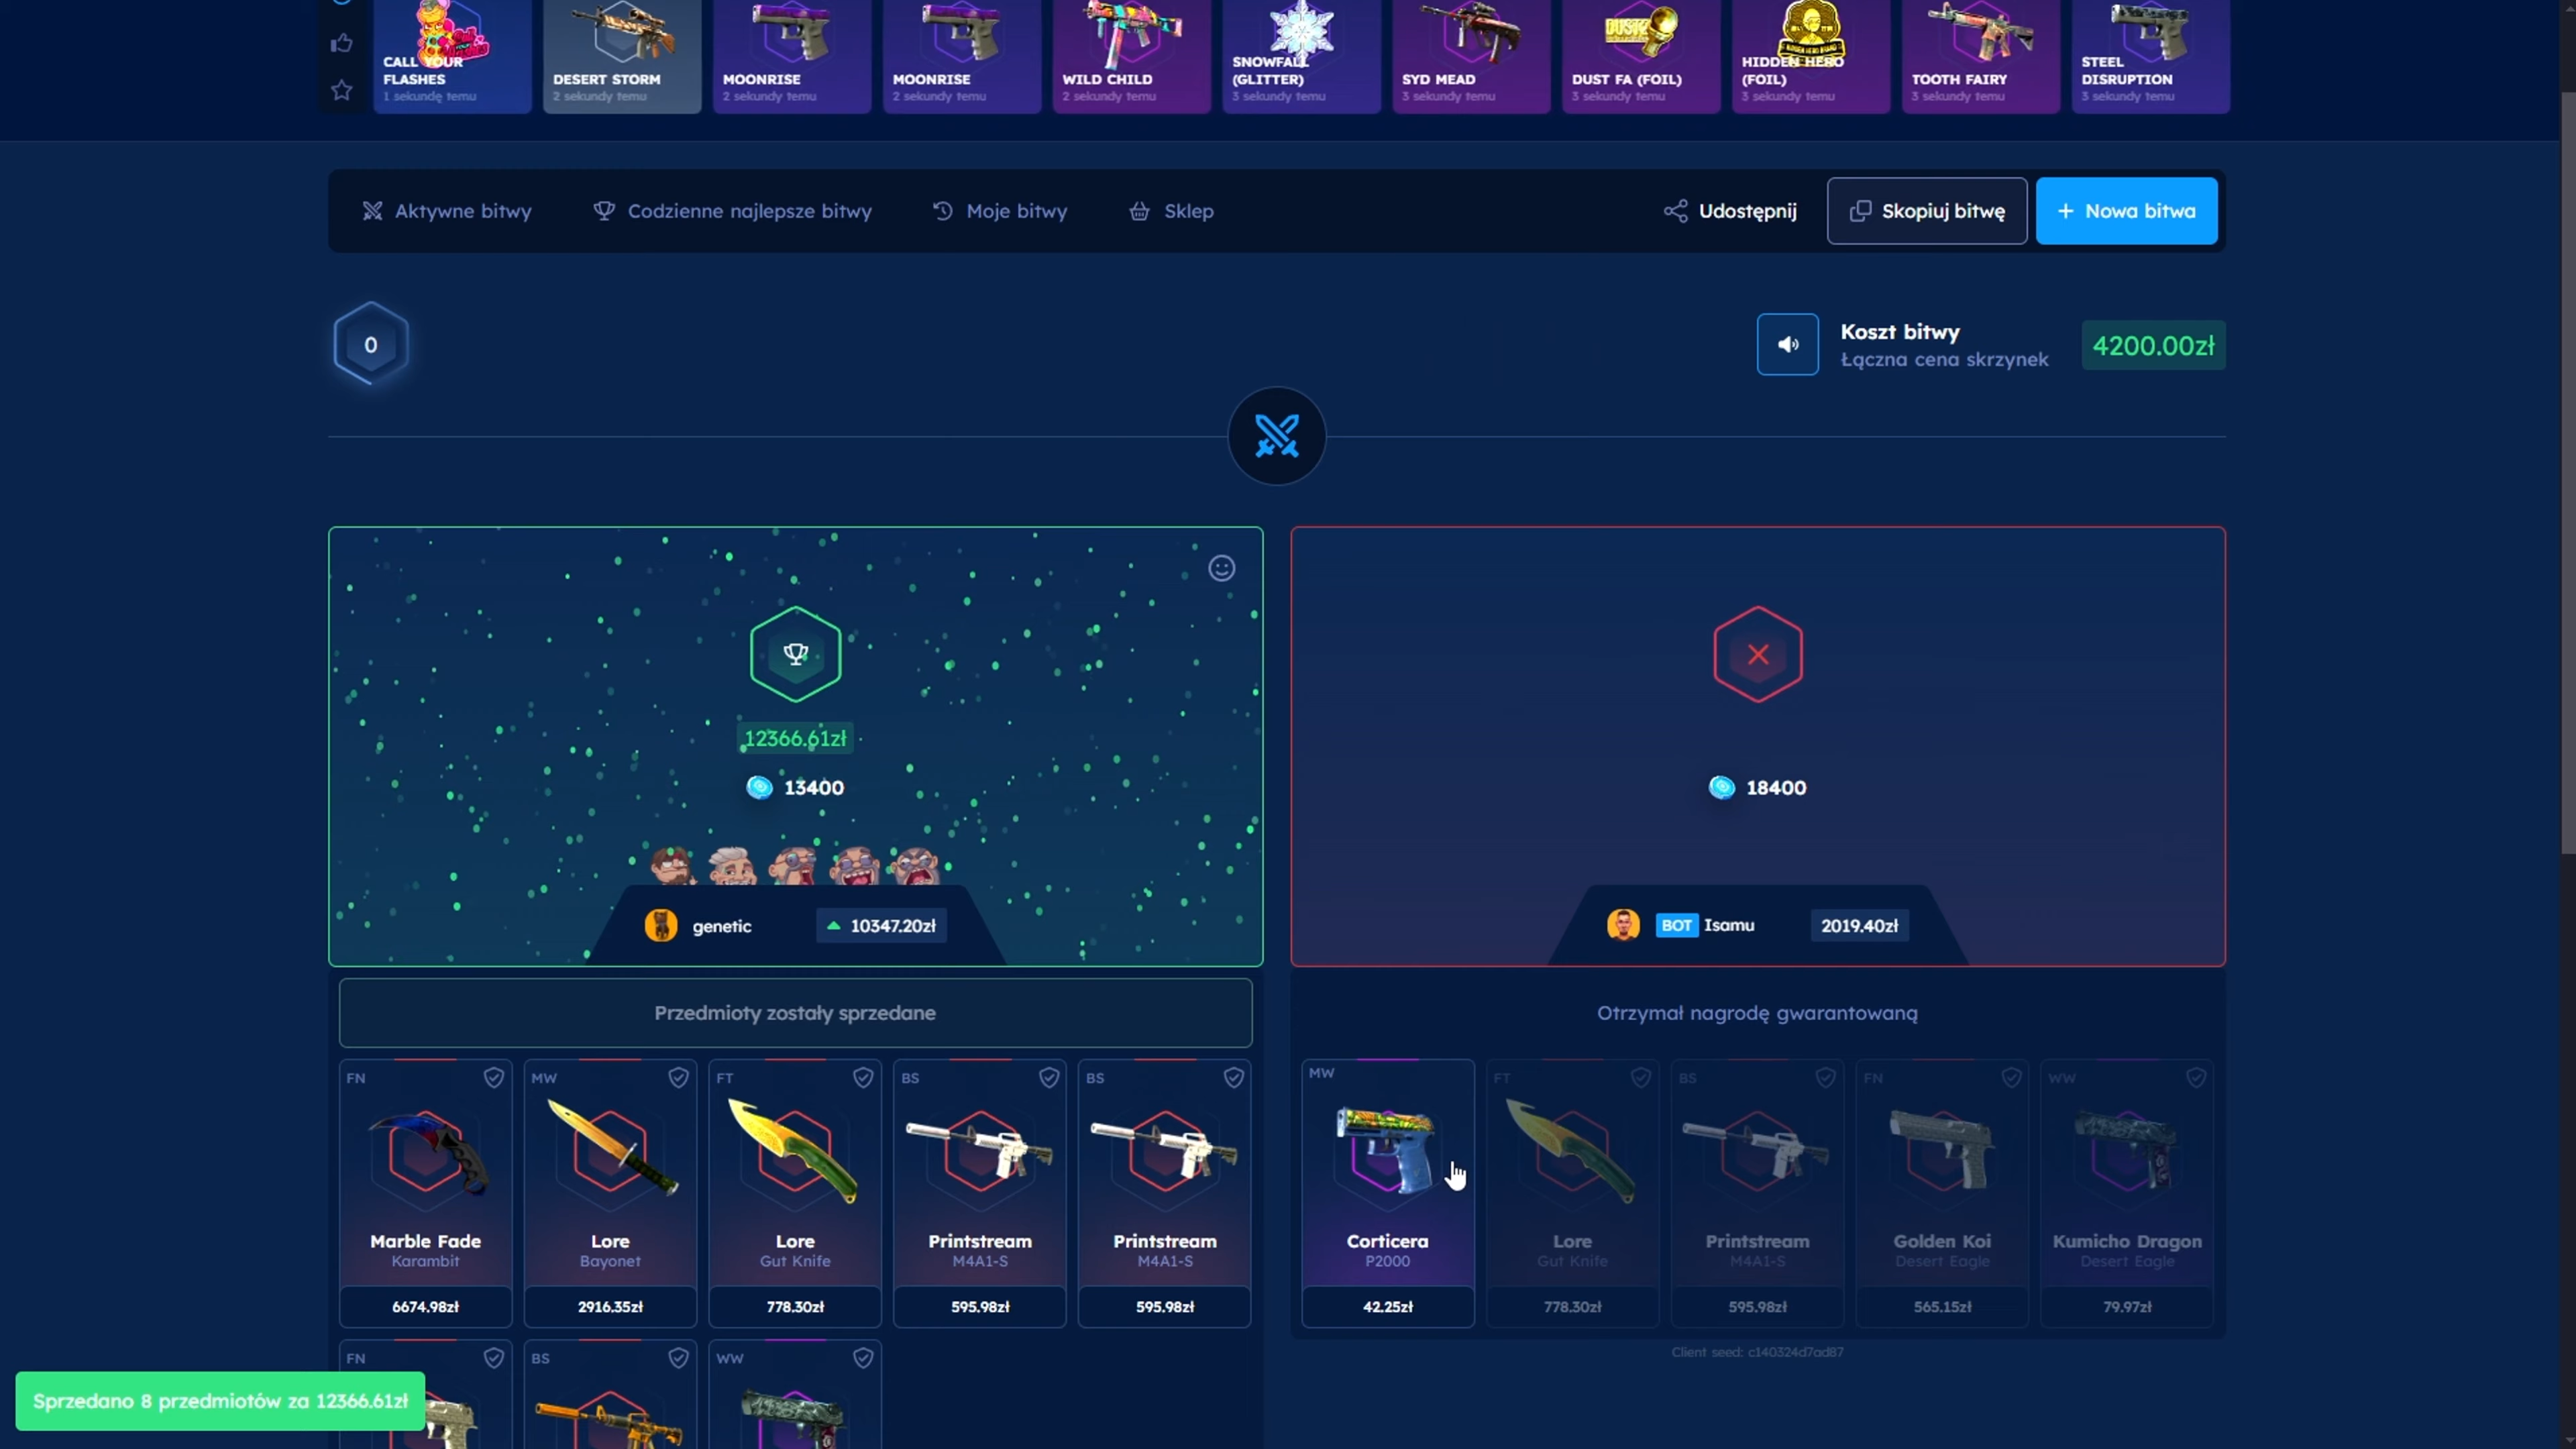 CALL YOUR
FLASHES
1 sekundę temu
DESERT STORM
2 sekundy temu
MOONRISE
2 sekundy temu
MOONRISE
2 sekundy temu
WILD CHILD
2 sekundy temu
SNOWFALL
(GLITTER)
3 sekundy temu
SYD MEAD
3 sekundy temu
DUST FA (FOIL)
3 sekundy temu
HIDDEN HERO
(FOIL)
3 sekundy temu
TOOTH FAIRY
3 sekundy temu
STEEL
DISRUPTION
3 sekundy temu
Aktywne bitwy
Codzienne najlepsze bitwy
Moje bitwy
Sklep
Udostępnij
Skopiuj bitwę
+ Nowa bitwa
0
Koszt bitwy
Łączna cena skrzynek
4200.00zł
12366.61zł
13400
genetic
10347.20zł
18400
BOT Isamu
2019.40zł
Przedmioty zostały sprzedane
FN
Marble Fade
Karambit
6674.98zł
MW
Lore
Bayonet
2916.35zł
FT
Lore
Gut Knife
778.30zł
BS
Printstream
M4A1-S
595.98zł
BS
Printstream
M4A1-S
595.98zł
FN
BS
WW
Otrzymał nagrodę gwarantowaną
MW
Corticera
P2000
42.25zł
FT
Lore
Gut Knife
778.30zł
BS
Printstream
M4A1-S
595.98zł
FN
Golden Koi
Desert Eagle
565.15zł
WW
Kumicho Dragon
Desert Eagle
79.97zł
Client seed: c140324d7ad87
Sprzedano 8 przedmiotów za 12366.61zł